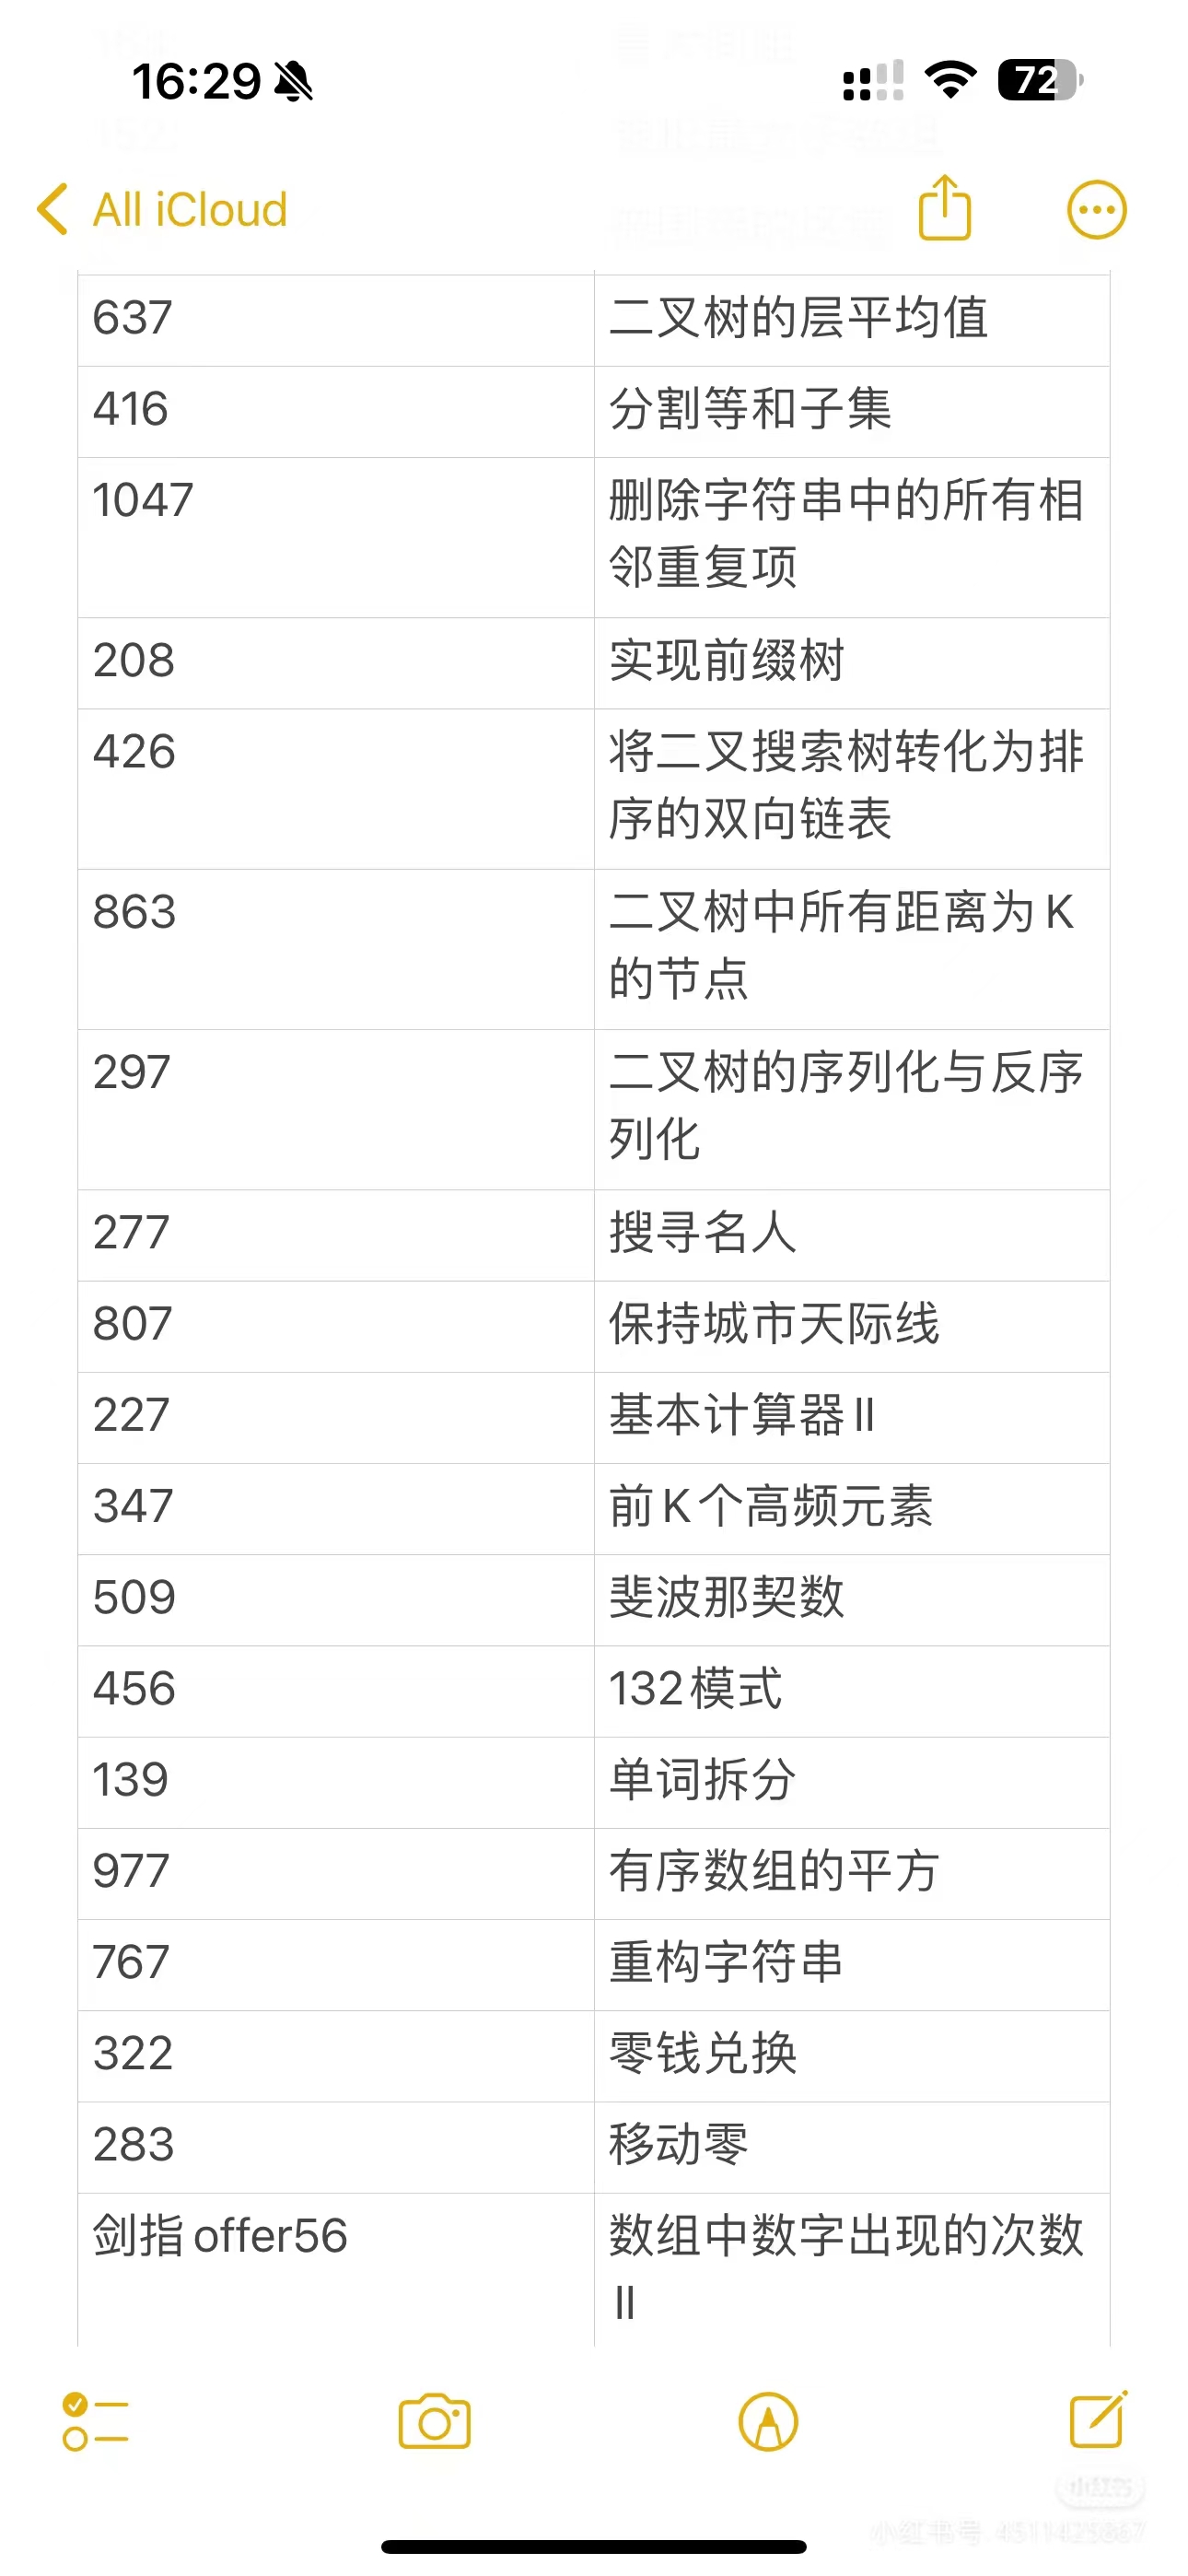 16:29
72
All iCloud
637 二叉树的层平均值
416 分割等和子集
1047 删除字符串中的所有相
邻重复项
208 实现前缀树
426 将二叉搜索树转化为排
序的双向链表
863 二叉树中所有距离为 K
的节点
297 二叉树的序列化与反序
列化
277 搜寻名人
807 保持城市天际线
227 基本计算器 II
347 前 K 个高频元素
509 斐波那契数
456 132模式
139 单词拆分
977 有序数组的平方
767 重构字符串
322 零钱兑换
283 移动零
剑指 offer56 数组中数字出现的次数
II
小红书